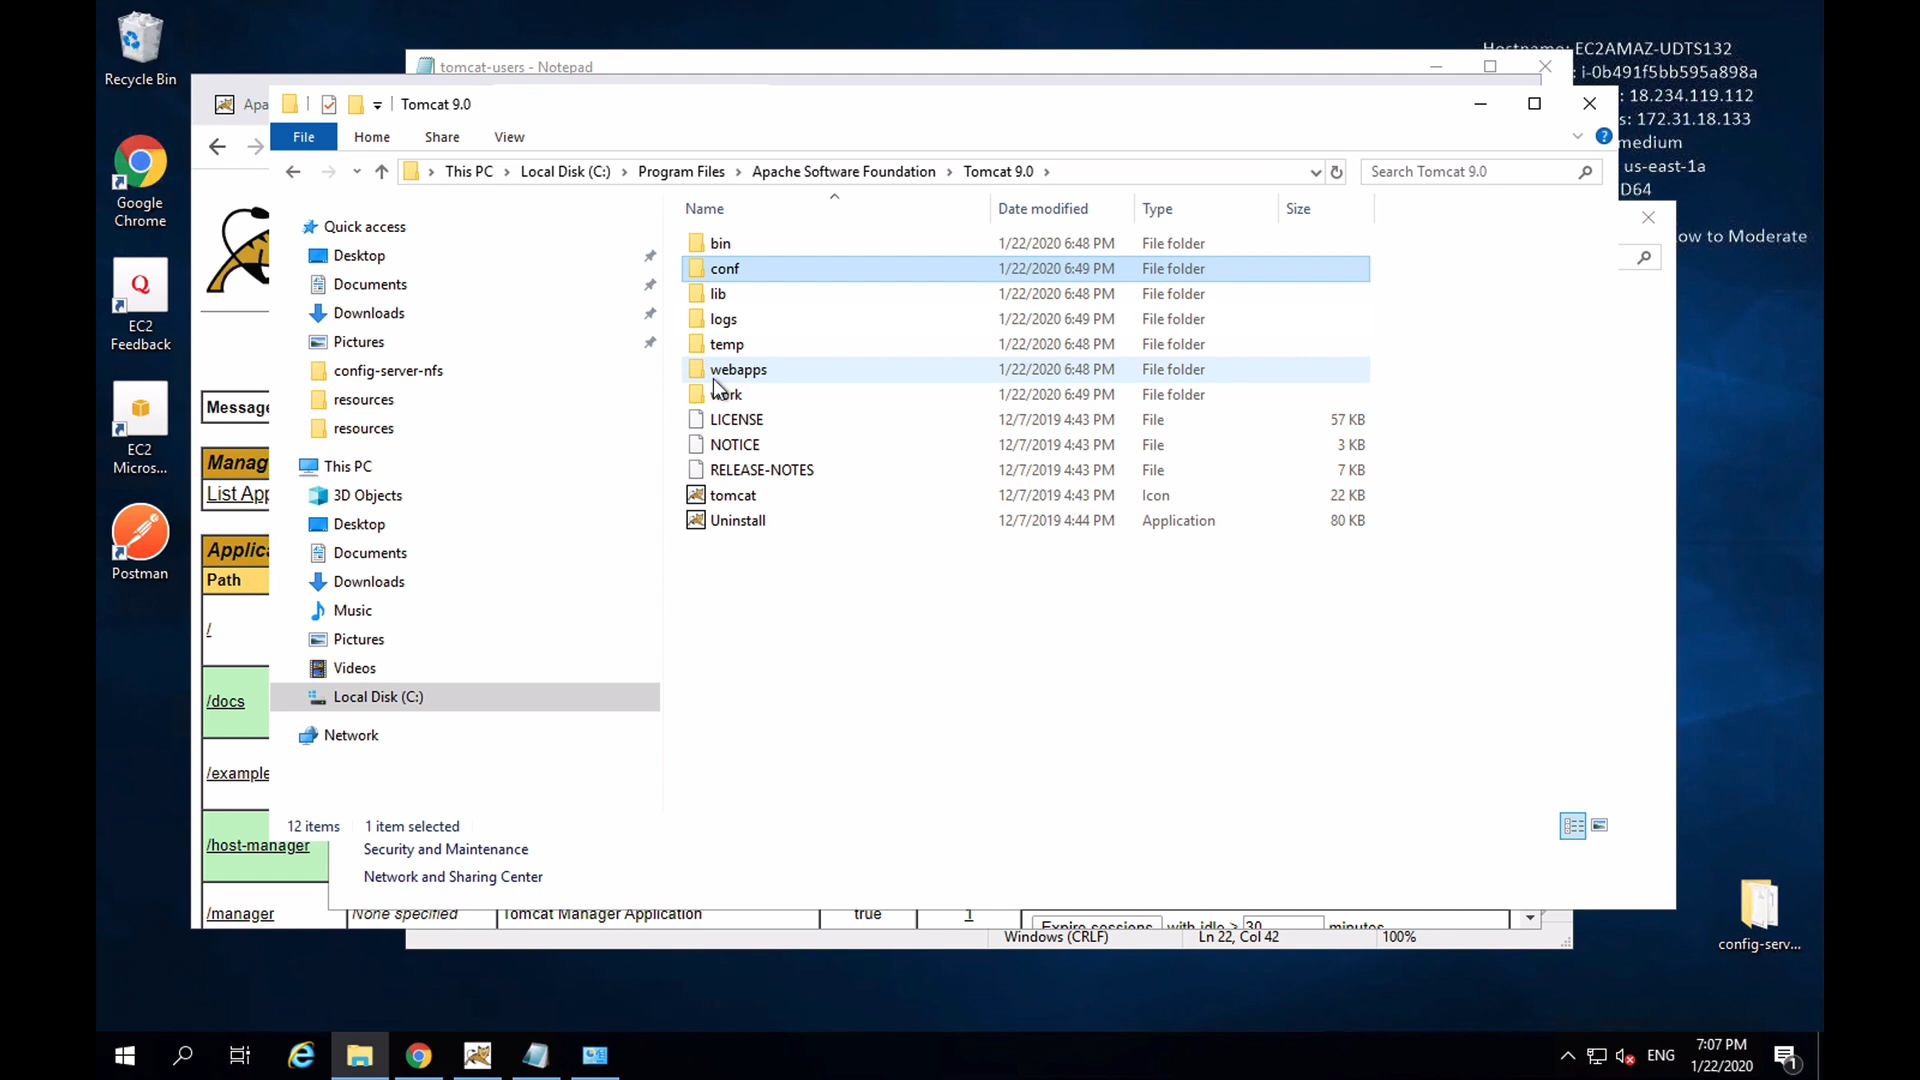 Recycle Bin
Google
Chrome
EC2
Feedback
EC2
Micros...
Postman
Hostname: EC2AMAZ-UDTS132
: i-0b491f5bb595a898a
: 18.234.119.112
s: 172.31.18.133
medium
us-east-1a
D64
ow to Moderate
tomcat-users - Notepad
Apa
Tomcat 9.0
File
Home
Share
View
This PC
Local Disk (C:)
Program Files
Apache Software Foundation
Tomcat 9.0
Search Tomcat 9.0
Name
Date modified
Type
Size
Quick access
Desktop
Documents
Downloads
Pictures
config-server-nfs
resources
resources
This PC
3D Objects
Desktop
Documents
Downloads
Music
Pictures
Videos
Local Disk (C:)
Network
bin 1/22/2020 6:48 PM File folder
conf 1/22/2020 6:49 PM File folder
lib 1/22/2020 6:48 PM File folder
logs 1/22/2020 6:49 PM File folder
temp 1/22/2020 6:48 PM File folder
webapps 1/22/2020 6:48 PM File folder
work 1/22/2020 6:49 PM File folder
LICENSE 12/7/2019 4:43 PM File 57 KB
NOTICE 12/7/2019 4:43 PM File 3 KB
RELEASE-NOTES 12/7/2019 4:43 PM File 7 KB
tomcat 12/7/2019 4:43 PM Icon 22 KB
Uninstall 12/7/2019 4:44 PM Application 80 KB
12 items 1 item selected
Messag
Manag
List App
Applica
Path
/
/docs
/example
/host-manager
/manager None specified Tomcat Manager Application true 1
Expire sessions with idle ≥ 30 minutes
Security and Maintenance
Network and Sharing Center
Windows (CRLF) Ln 22, Col 42 100%
config-serv...
ENG
7:07 PM
1/22/2020
1